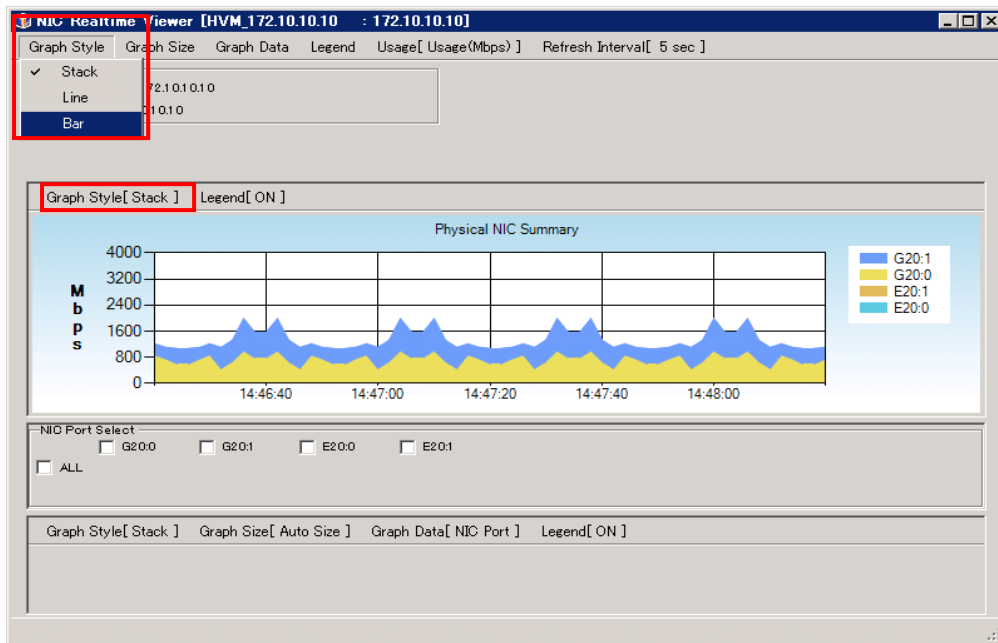 NIC Realtime Viewer [HVM_172.10.10.10 : 172.10.10.10]
Graph Style Graph Size Graph Data Legend Usage[ Usage(Mbps) ] Refresh Interval[ 5 sec ]
Stack
Line
Bar
72.10.10.10
010.10
Graph Style[ Stack ] Legend[ ON ]
Physical NIC Summary
Mbps
4000
3200
2400
1600
800
0
14:46:40 14:47:00 14:47:20 14:47:40 14:48:00
G20:1
G20:0
E20:1
E20:0
NIC Port Select
G20:0 G20:1 E20:0 E20:1
ALL
Graph Style[ Stack ] Graph Size[ Auto Size ] Graph Data[ NIC Port ] Legend[ ON ]